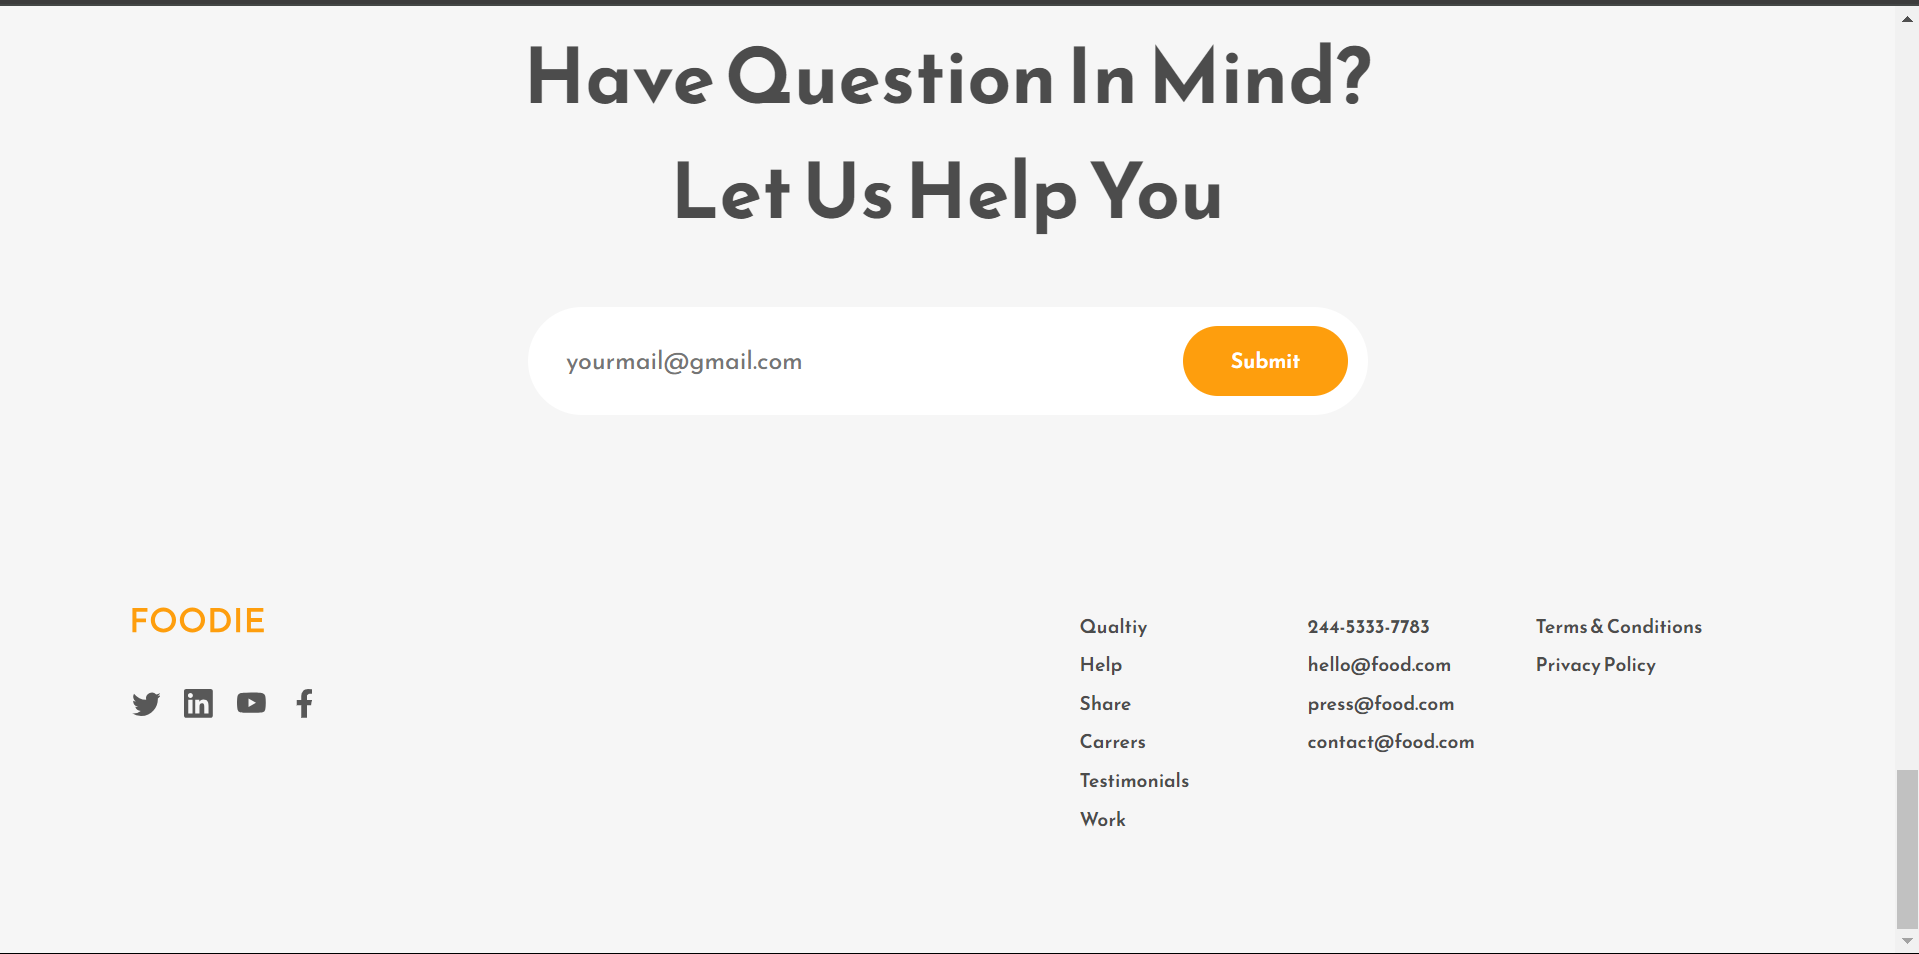 Have Question In Mind?
Let Us Help You
yourmail@gmail.com
Submit
FOODIE
Qualtiy
Help
Share
Carrers
Testimonials
Work
244-5333-7783
hello@food.com
press@food.com
contact@food.com
Terms & Conditions
Privacy Policy